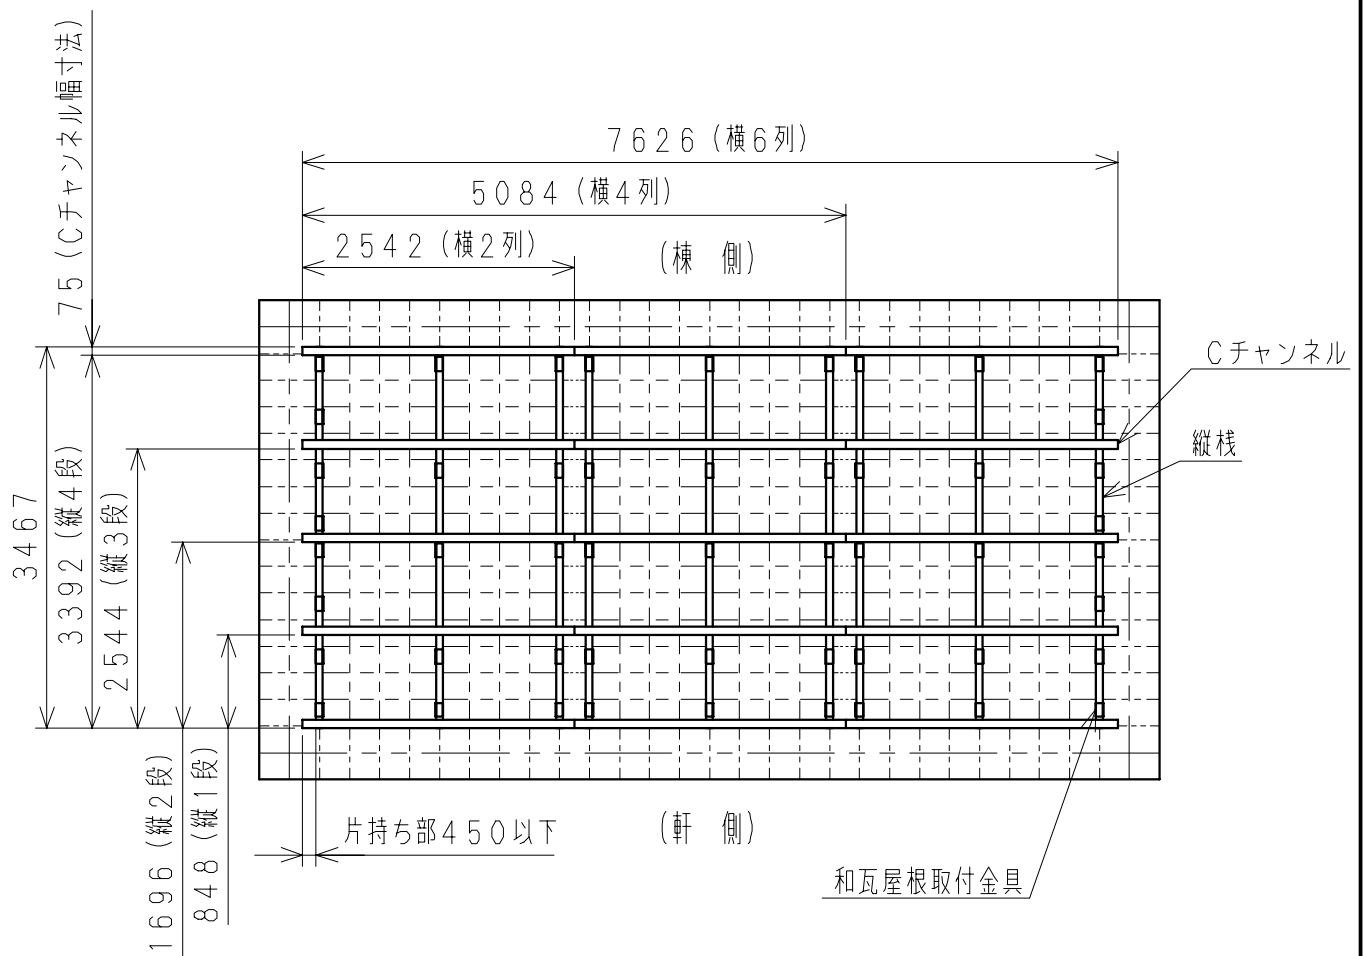 75(Cチャンネル幅寸法)
7626(横6列)
5084(横4列)
2542(横2列)
(棟 側)
Cチャンネル
縦桟
3467
3392(縦4段)
2544(縦3段)
1696(縦2段)
848(縦1段)
片持ち部450以下
(軒 側)
和瓦屋根取付金具